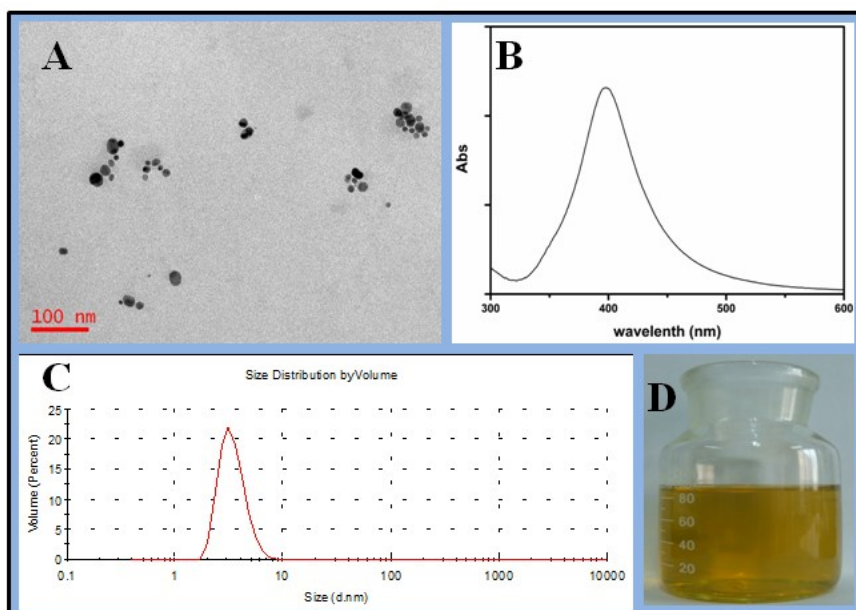 A
100 nm
B
Abs
300
400
500
600
wavelenth (nm)
C
Size Distribution byVolume
Volume (Percent)
25
20
15
10
5
0
0.1
1
10
100
1000
10000
Size (d.nm)
D
80
60
40
20